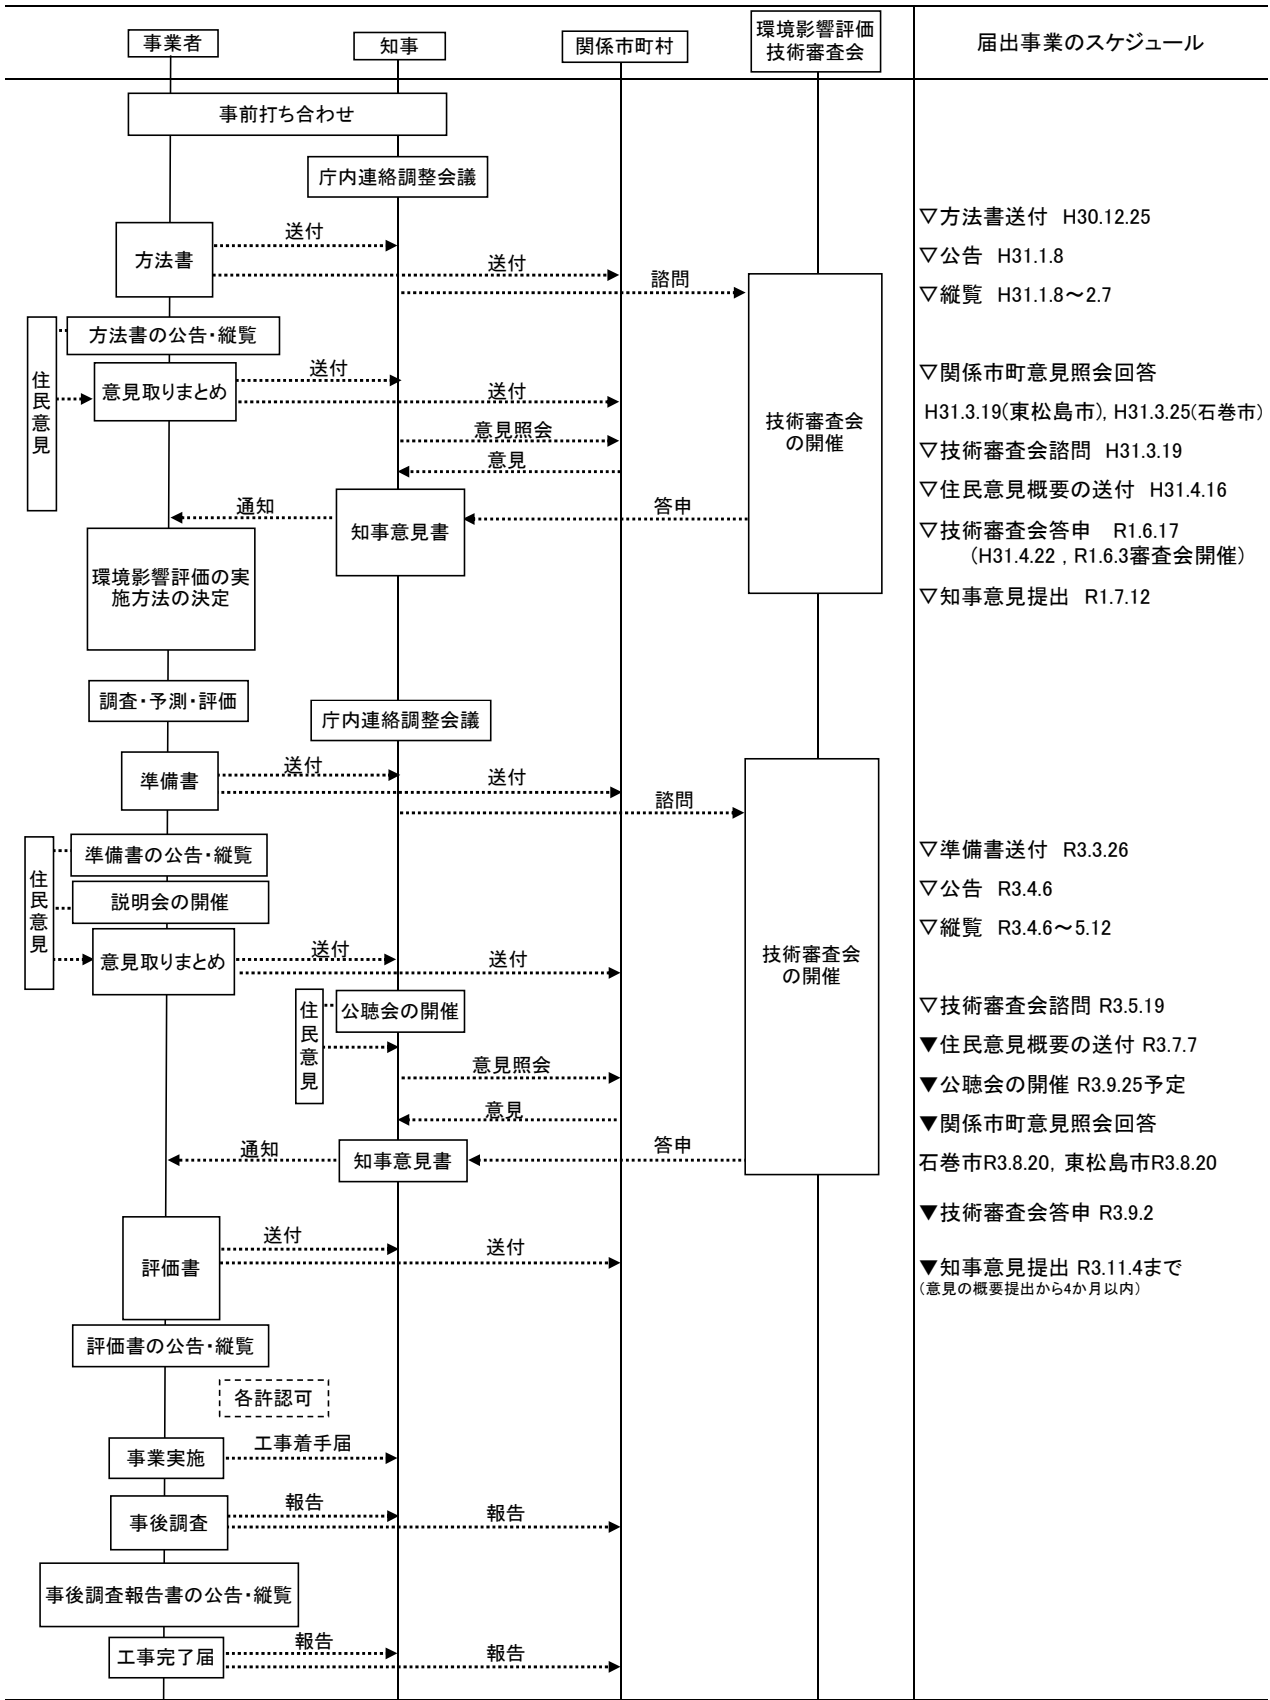 事業者
知事
関係市町村
環境影響評価
技術審査会
届出事業のスケジュール
事前打ち合わせ
庁内連絡調整会議
方法書
送付
送付
諮問
方法書の公告・縦覧
住民意見
意見取りまとめ
送付
送付
意見照会
意見
技術審査会
の開催
通知
知事意見書
答申
環境影響評価の実
施方法の決定
▽方法書送付 H30.12.25
▽公告 H31.1.8
▽縦覧 H31.1.8～2.7
▽関係市町意見照会回答
H31.3.19(東松島市), H31.3.25(石巻市)
▽技術審査会諮問 H31.3.19
▽住民意見概要の送付 H31.4.16
▽技術審査会答申 R1.6.17
(H31.4.22 , R1.6.3審査会開催)
▽知事意見提出 R1.7.12
調査・予測・評価
庁内連絡調整会議
準備書
送付
送付
諮問
準備書の公告・縦覧
住民意見
説明会の開催
意見取りまとめ
送付
送付
技術審査会
の開催
住民意見
公聴会の開催
意見照会
意見
通知
知事意見書
答申
▽準備書送付 R3.3.26
▽公告 R3.4.6
▽縦覧 R3.4.6～5.12
▽技術審査会諮問 R3.5.19
▼住民意見概要の送付 R3.7.7
▼公聴会の開催 R3.9.25予定
▼関係市町意見照会回答
石巻市R3.8.20, 東松島市R3.8.20
▼技術審査会答申 R3.9.2
▼知事意見提出 R3.11.4まで
(意見の概要提出から4か月以内)
評価書
送付
送付
評価書の公告・縦覧
各許認可
事業実施
工事着手届
事後調査
報告
報告
事後調査報告書の公告・縦覧
工事完了届
報告
報告